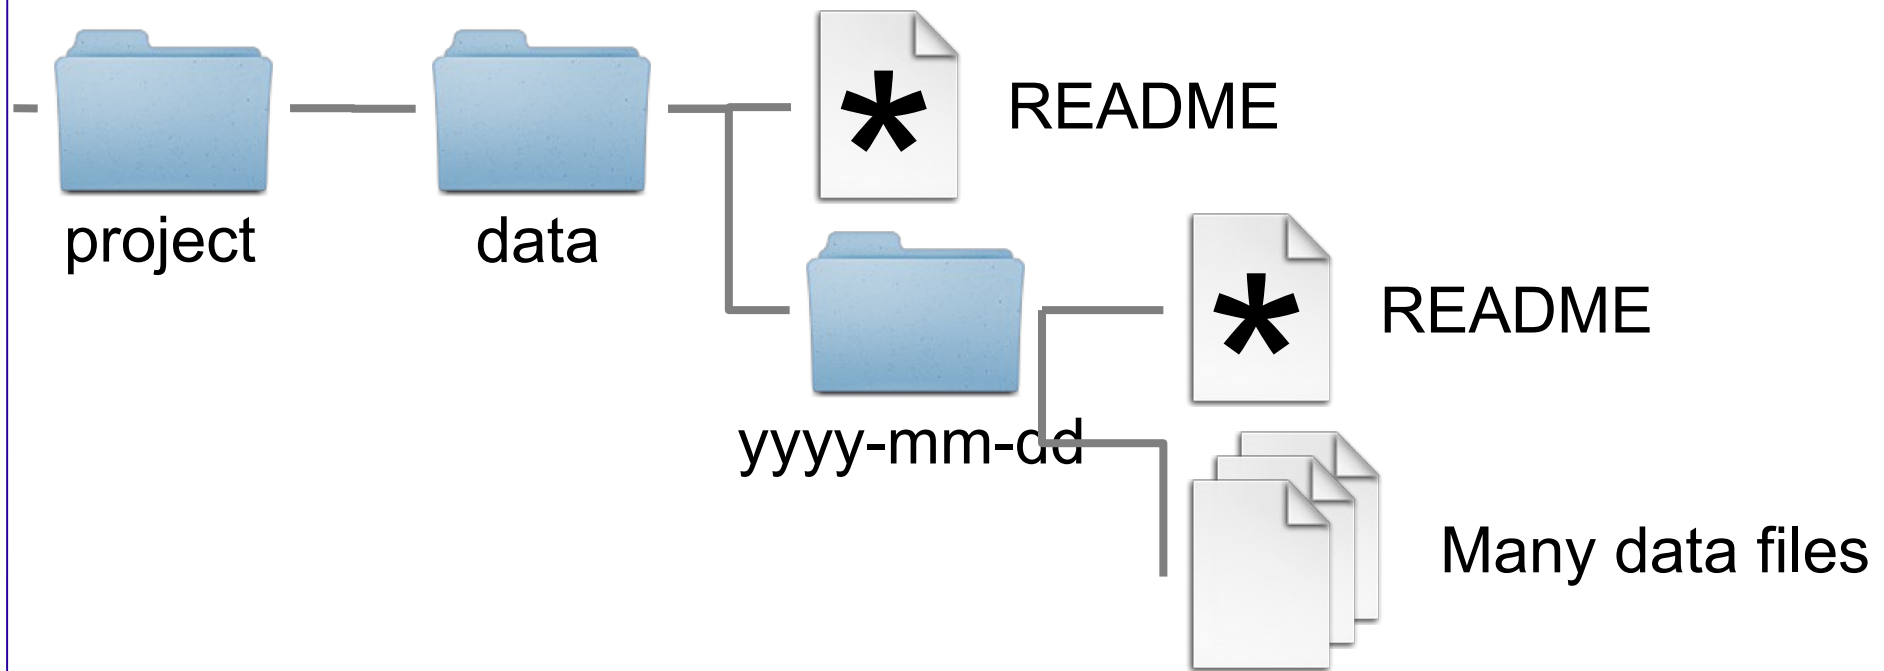 README
project
data
README
yyyy-mm-dd
Many data files